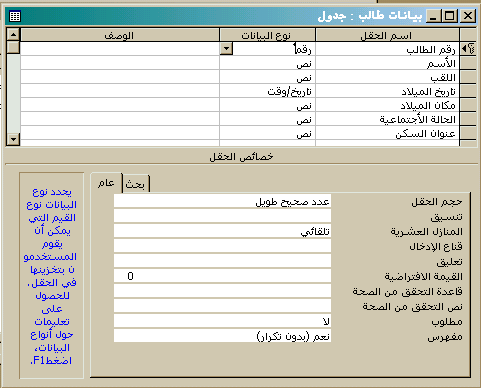 بيانات طالب : جدول
اسم الحقل نوع البيانات الوصف
رقم الطالب رقم
الأسم نص
اللقب نص
تاريخ الميلاد تاريخ/وقت
مكان الميلاد نص
الحالة الأجتماعية نص
عنوان السكن نص
خصائص الحقل
عام بحث
حجم الحقل عدد صحيح طويل
تنسيق
المنازل العشرية تلقائي
قناع الإدخال
تعليق
القيمة الافتراضية 0
قاعدة التحقق من الصحة
نص التحقق من الصحة
مطلوب لا
مفهرس نعم (بدون تكرار)
يحدد نوع
البيانات نوع
القيم التي
يمكن أن
يقوم
المستخدمو
ن بتخزينها
في الحقل.
للحصول
على
تعليمات
حول أنواع
البيانات،
اضغط F1.